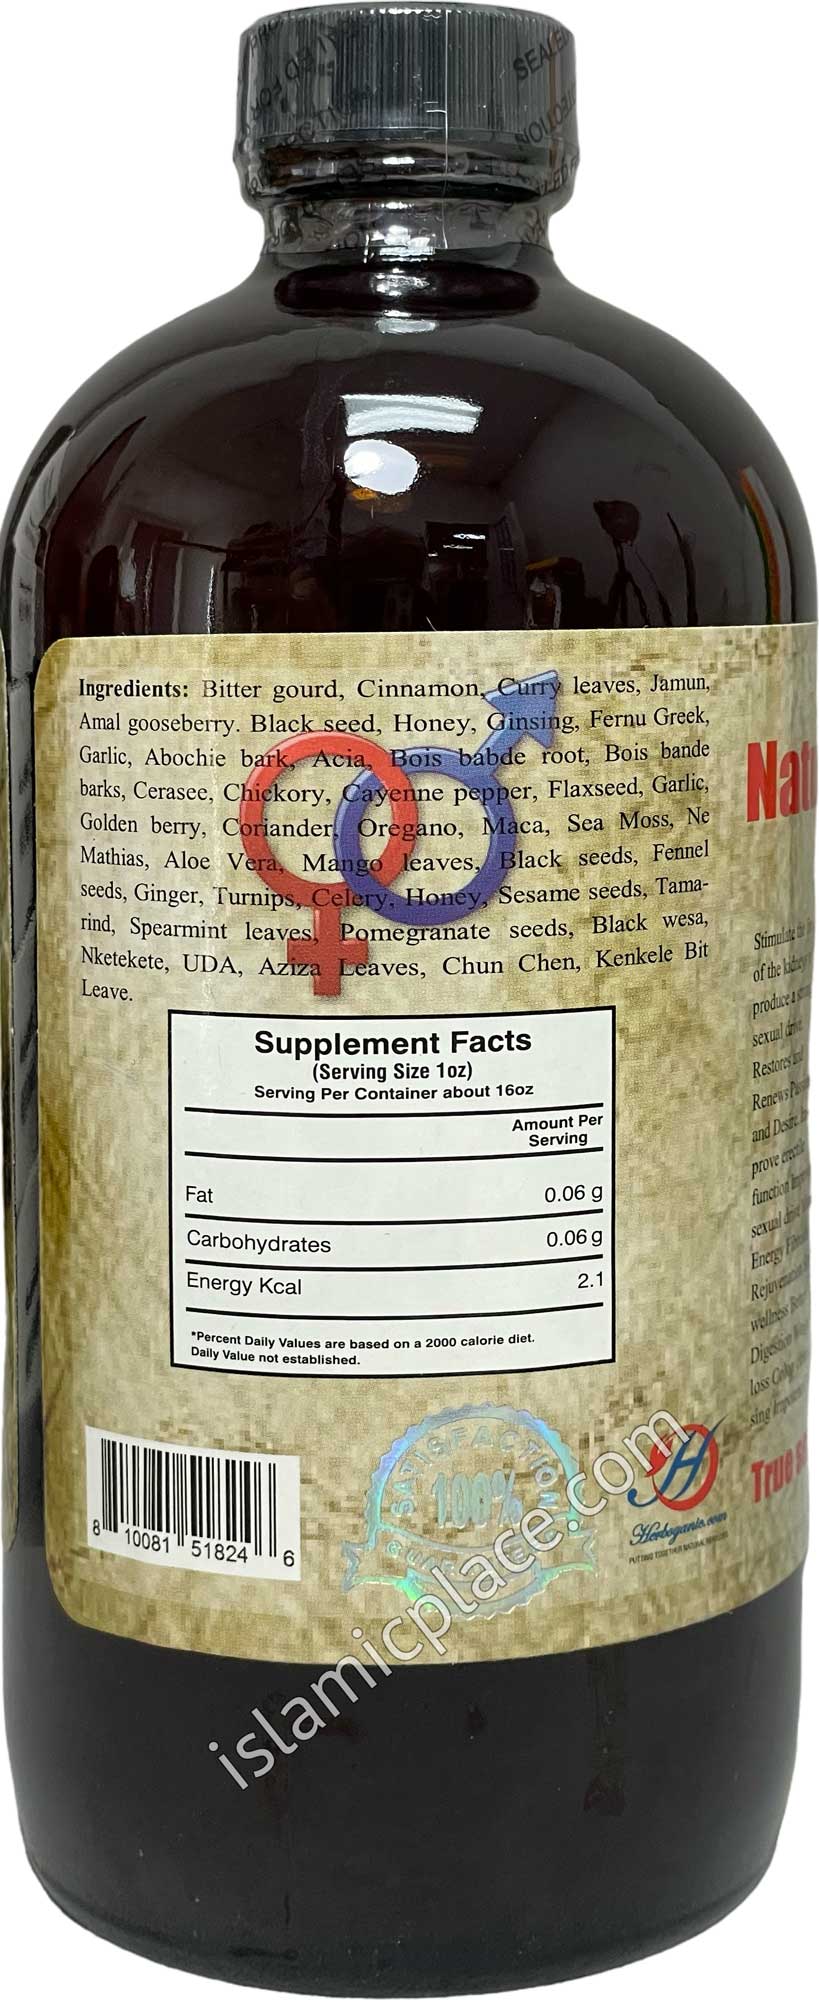 SEALED
Ingredients: Bitter gourd, Cinnamon, Curry leaves, Jamun,
Amal gooseberry. Black seed, Honey, Ginsing, Fernu Greek,
Garlic, Abochie bark, Acia, Bois babde root, Bois bande
barks, Cerasee, Chickory, Cayenne pepper, Flaxseed, Garlic,
Golden berry, Coriander, Oregano, Maca, Sea Moss, Ne
Mathias, Aloe Vera, Mango leaves, Black seeds, Fennel
seeds, Ginger, Turnips, Celery, Honey, Sesame seeds, Tama-
rind, Spearmint leaves, Pomegranate seeds, Black wesa,
Nketekete, UDA, Aziza Leaves, Chun Chen, Kenkele Bit
Leave.
Supplement Facts
(Serving Size 1oz)
Serving Per Container about 16oz
Amount Per
Serving
Fat 0.06 g
Carbohydrates 0.06 g
Energy Kcal 2.1
*Percent Daily Values are based on a 2000 calorie diet.
Daily Value not established.
8 10081 51824 6
SATISFACTION
100%
H
Herboganic.com
PUTTING TOGETHER NATURAL
islamicplace.com
Stimulate the
of the kidney
produce a
sexual drive
Restores and
Renews
and Desire
prove erectile
function
sexual drive
Energy
wellness
Digestion
loss
True